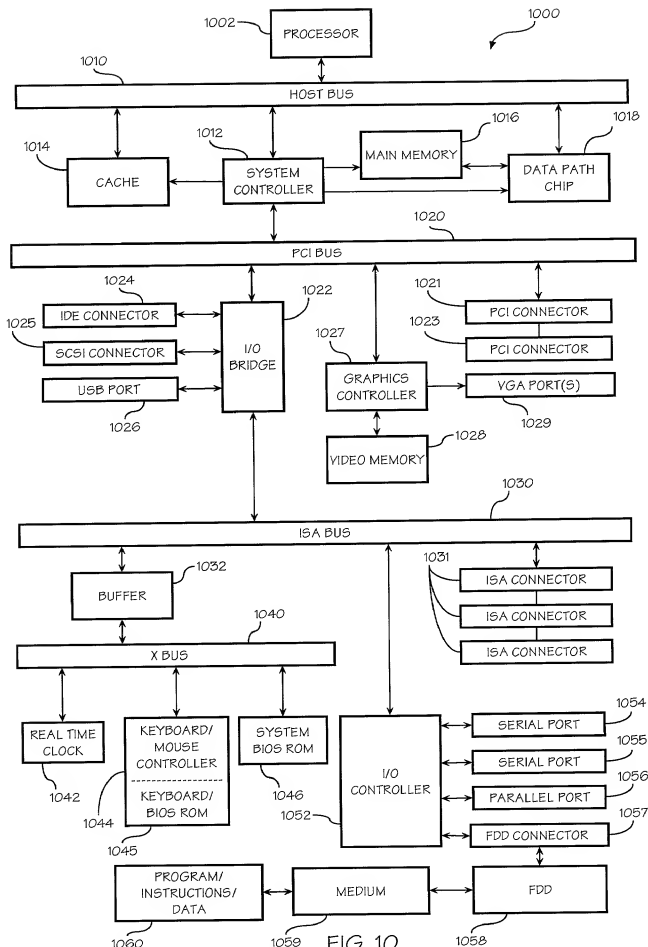 1000
1002
PROCESSOR
1010
HOST BUS
1014
1012
1016
1018
CACHE
SYSTEM
CONTROLLER
MAIN MEMORY
DATA PATH
CHIP
1020
PCI BUS
1024
1022
1021
IDE CONNECTOR
PCI CONNECTOR
1025
1027
1023
SCSI CONNECTOR
I/O
BRIDGE
PCI CONNECTOR
USB PORT
GRAPHICS
CONTROLLER
VGA PORT(S)
1026
1029
1028
VIDEO MEMORY
1030
ISA BUS
1032
1031
BUFFER
ISA CONNECTOR
ISA CONNECTOR
ISA CONNECTOR
1040
X BUS
REAL TIME
CLOCK
KEYBOARD/
MOUSE
CONTROLLER
KEYBOARD/
BIOS ROM
SYSTEM
BIOS ROM
1042
1044
1045
1046
1052
I/O
CONTROLLER
1054
SERIAL PORT
1055
SERIAL PORT
1056
PARALLEL PORT
1057
FDD CONNECTOR
PROGRAM/
INSTRUCTIONS/
DATA
MEDIUM
FDD
1060
1059
1058
FIG. 10